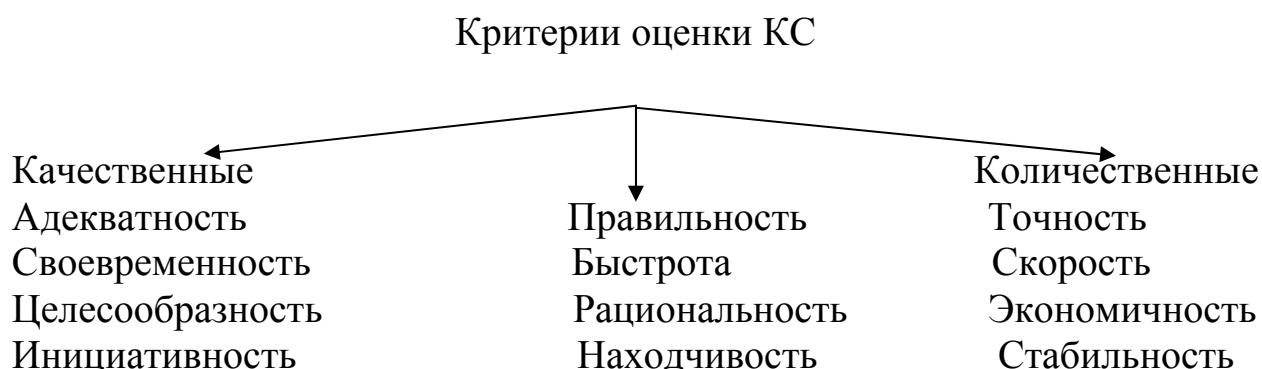 Критерии оценки КС
Качественные Количественные
Адекватность Правильность Точность
Своевременность Быстрота Скорость
Целесообразность Рациональность Экономичность
Инициативность Находчивость Стабильность